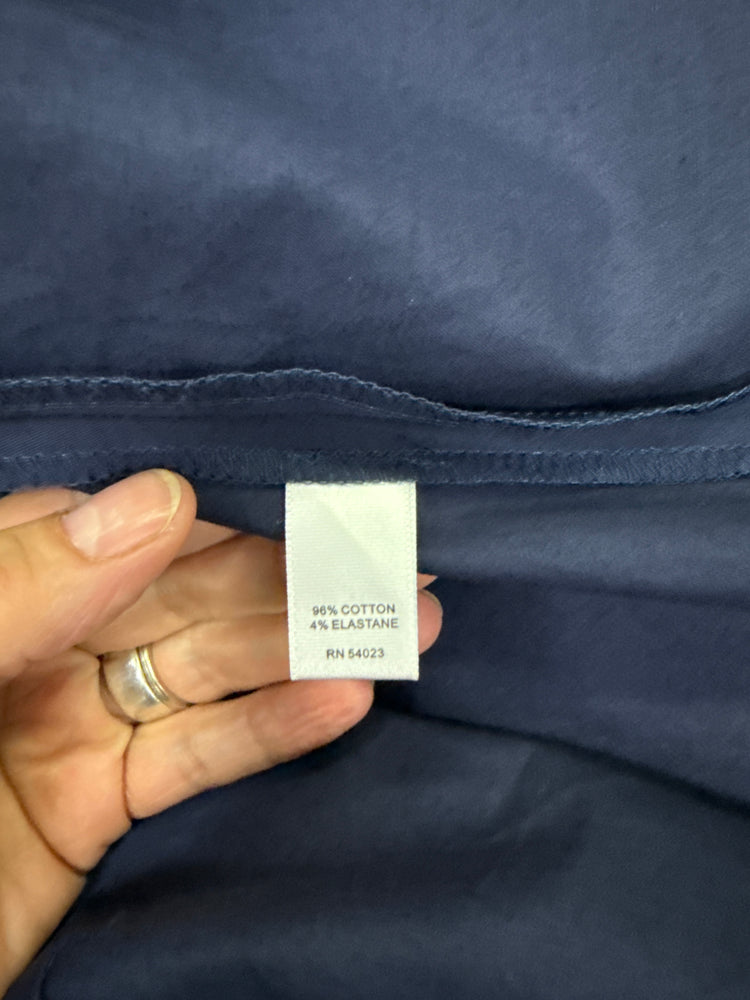 96% COTTON
4% ELASTANE
RN 54023